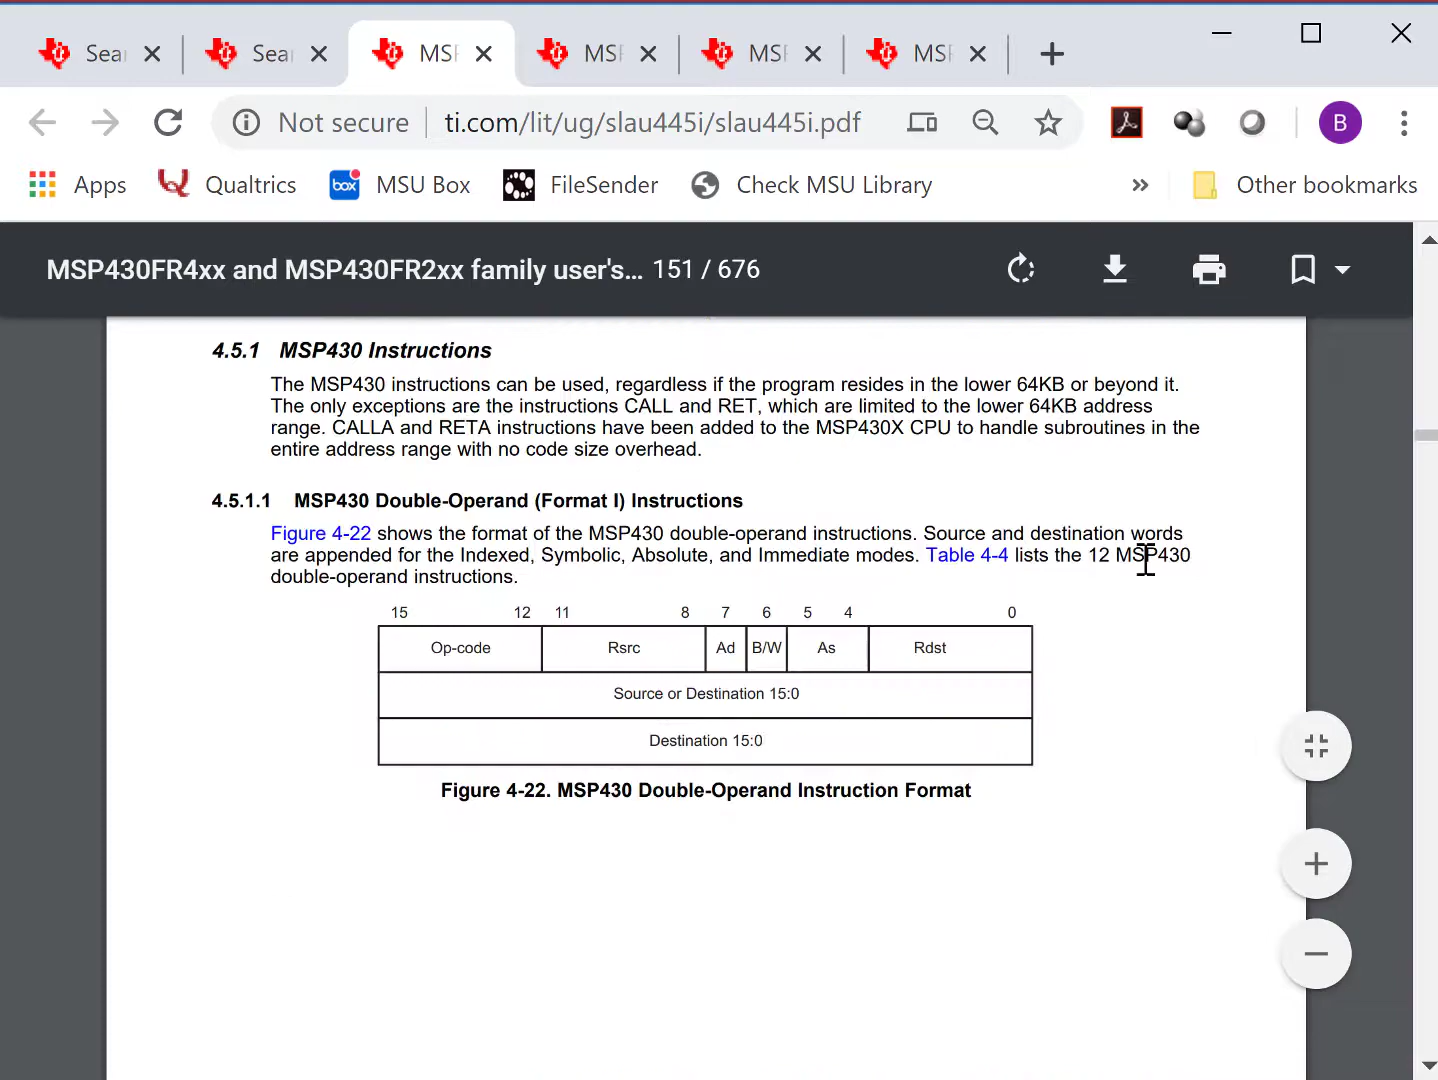 Sea
Sea
MS
MS
MS
MS
Not secure
ti.com/lit/ug/slau445i/slau445i.pdf
B
Apps
Qualtrics
box
MSU Box
FileSender
Check MSU Library
»
Other bookmarks
MSP430FR4xx and MSP430FR2xx family user's... 151 / 676
4.5.1 MSP430 Instructions
The MSP430 instructions can be used, regardless if the program resides in the lower 64KB or beyond it.
The only exceptions are the instructions CALL and RET, which are limited to the lower 64KB address
range. CALLA and RETA instructions have been added to the MSP430X CPU to handle subroutines in the
entire address range with no code size overhead.
4.5.1.1 MSP430 Double-Operand (Format I) Instructions
Figure 4-22 shows the format of the MSP430 double-operand instructions. Source and destination words
are appended for the Indexed, Symbolic, Absolute, and Immediate modes. Table 4-4 lists the 12 MSP430
double-operand instructions.
15 12 11 8 7 6 5 4 0
Op-code Rsrc Ad B/W As Rdst
Source or Destination 15:0
Destination 15:0
Figure 4-22. MSP430 Double-Operand Instruction Format